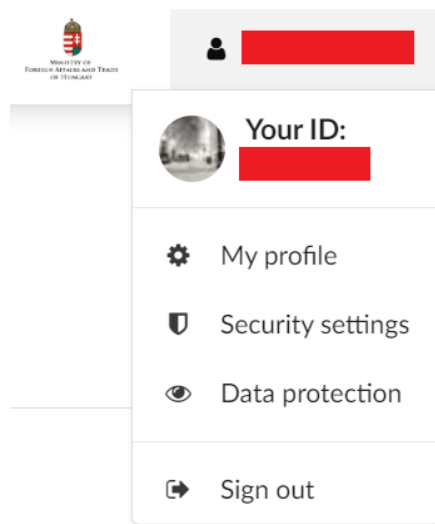 MINISTRY OF
FOREIGN AFFAIRS AND TRADE
OF HUNGARY
Your ID:
My profile
Security settings
Data protection
Sign out